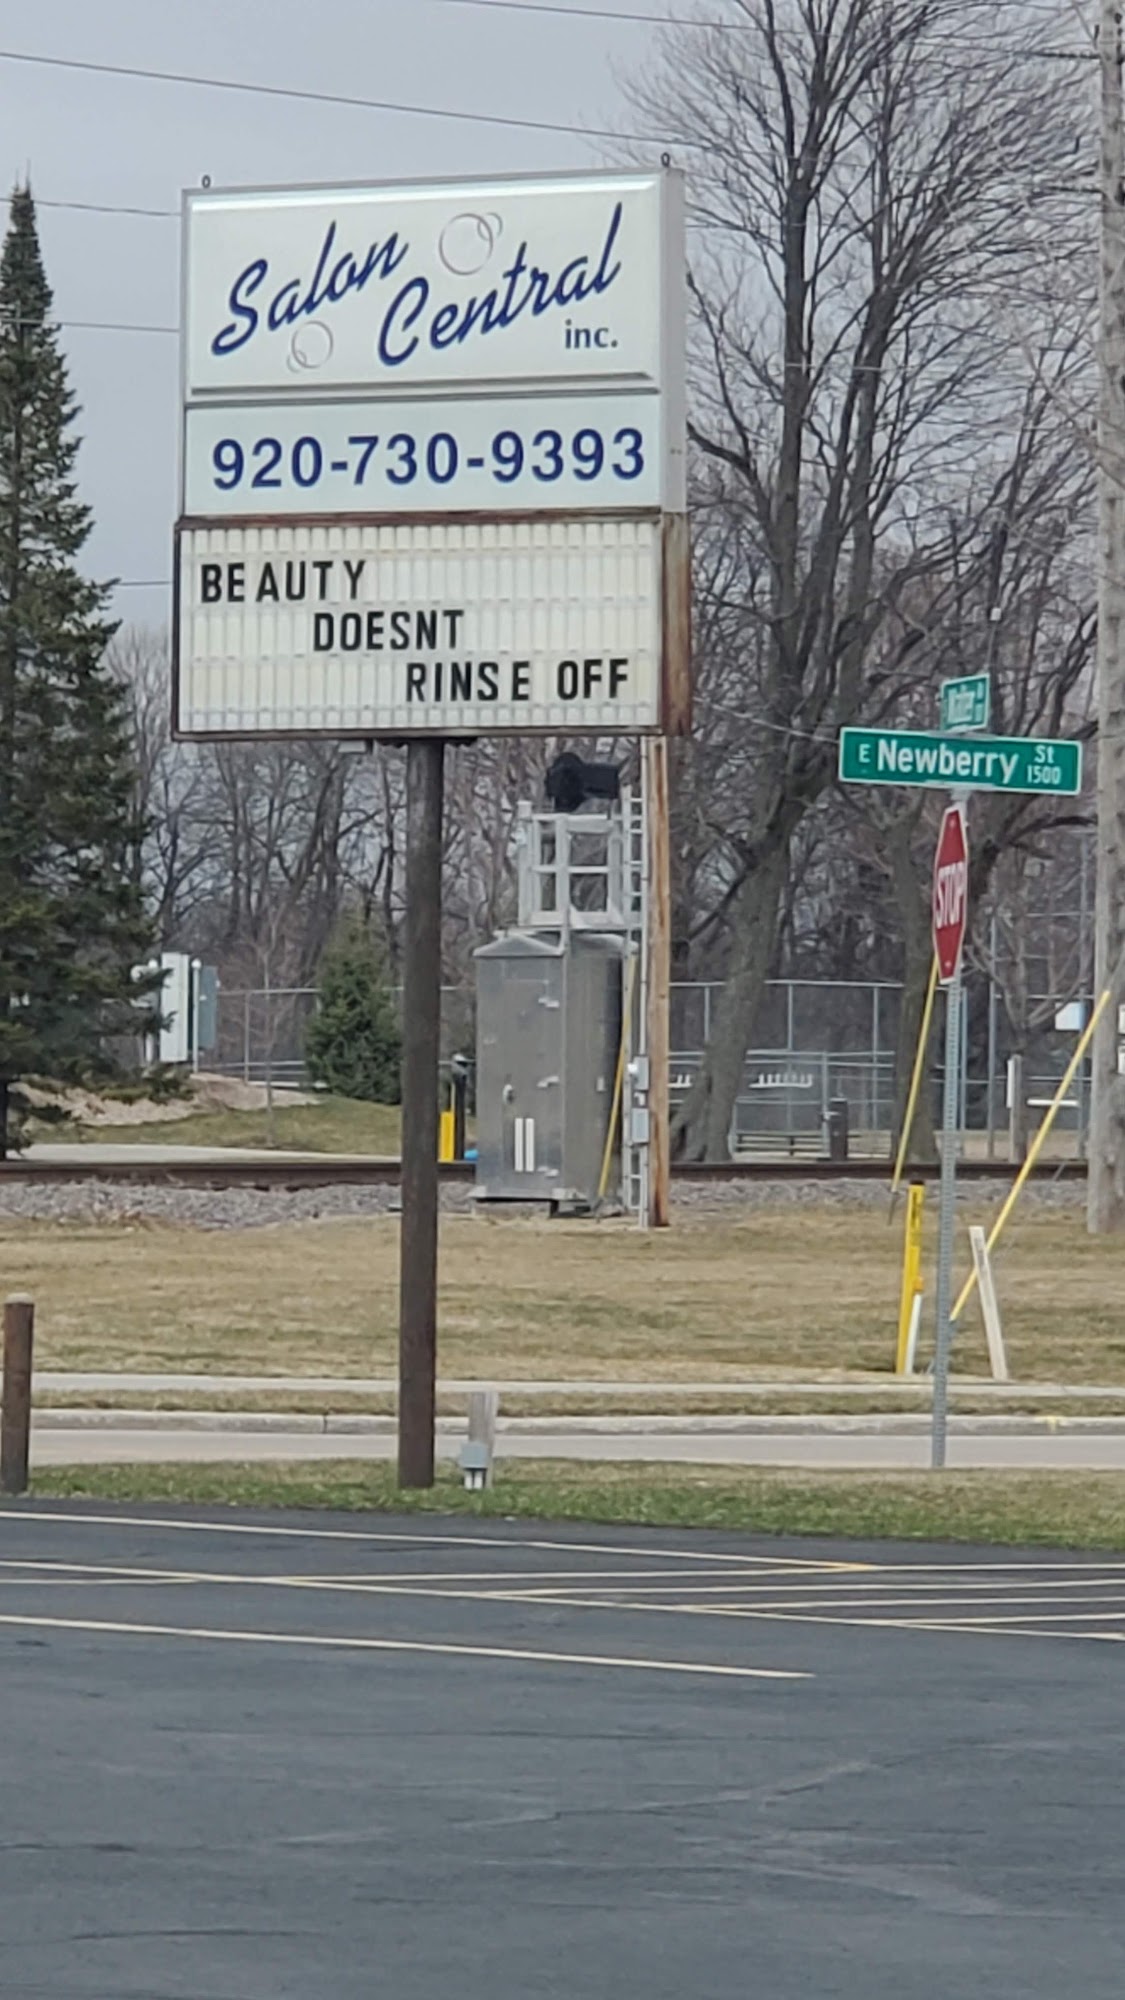 Salon
Central
inc.
920-730-9393
BEAUTY
DOESNT
RINSE OFF
E Newberry St
1500
STOP